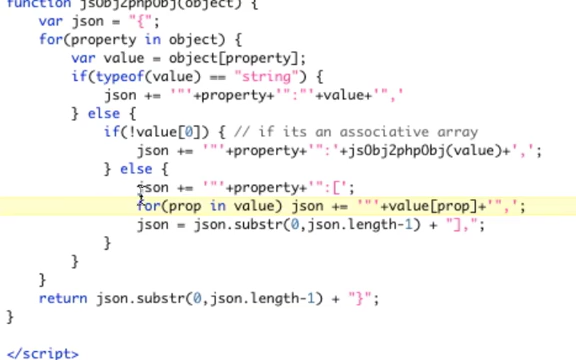 function jsObj2phpObj(object) {
var json = "{";
for(property in object) {
var value = object[property];
if(typeof(value) == "string") {
json += '"'+property+'":"'+value+'",'
} else {
if(!value[0]) { // if its an associative array
json += '"'+property+'":'+jsObj2phpObj(value)+',';
} else {
json += '"'+property+'":[';
for(prop in value) json += '"'+value[prop]+'",';
json = json.substr(0,json.length-1) + "],";
}
}
}
return json.substr(0,json.length-1) + "}";
}
</script>